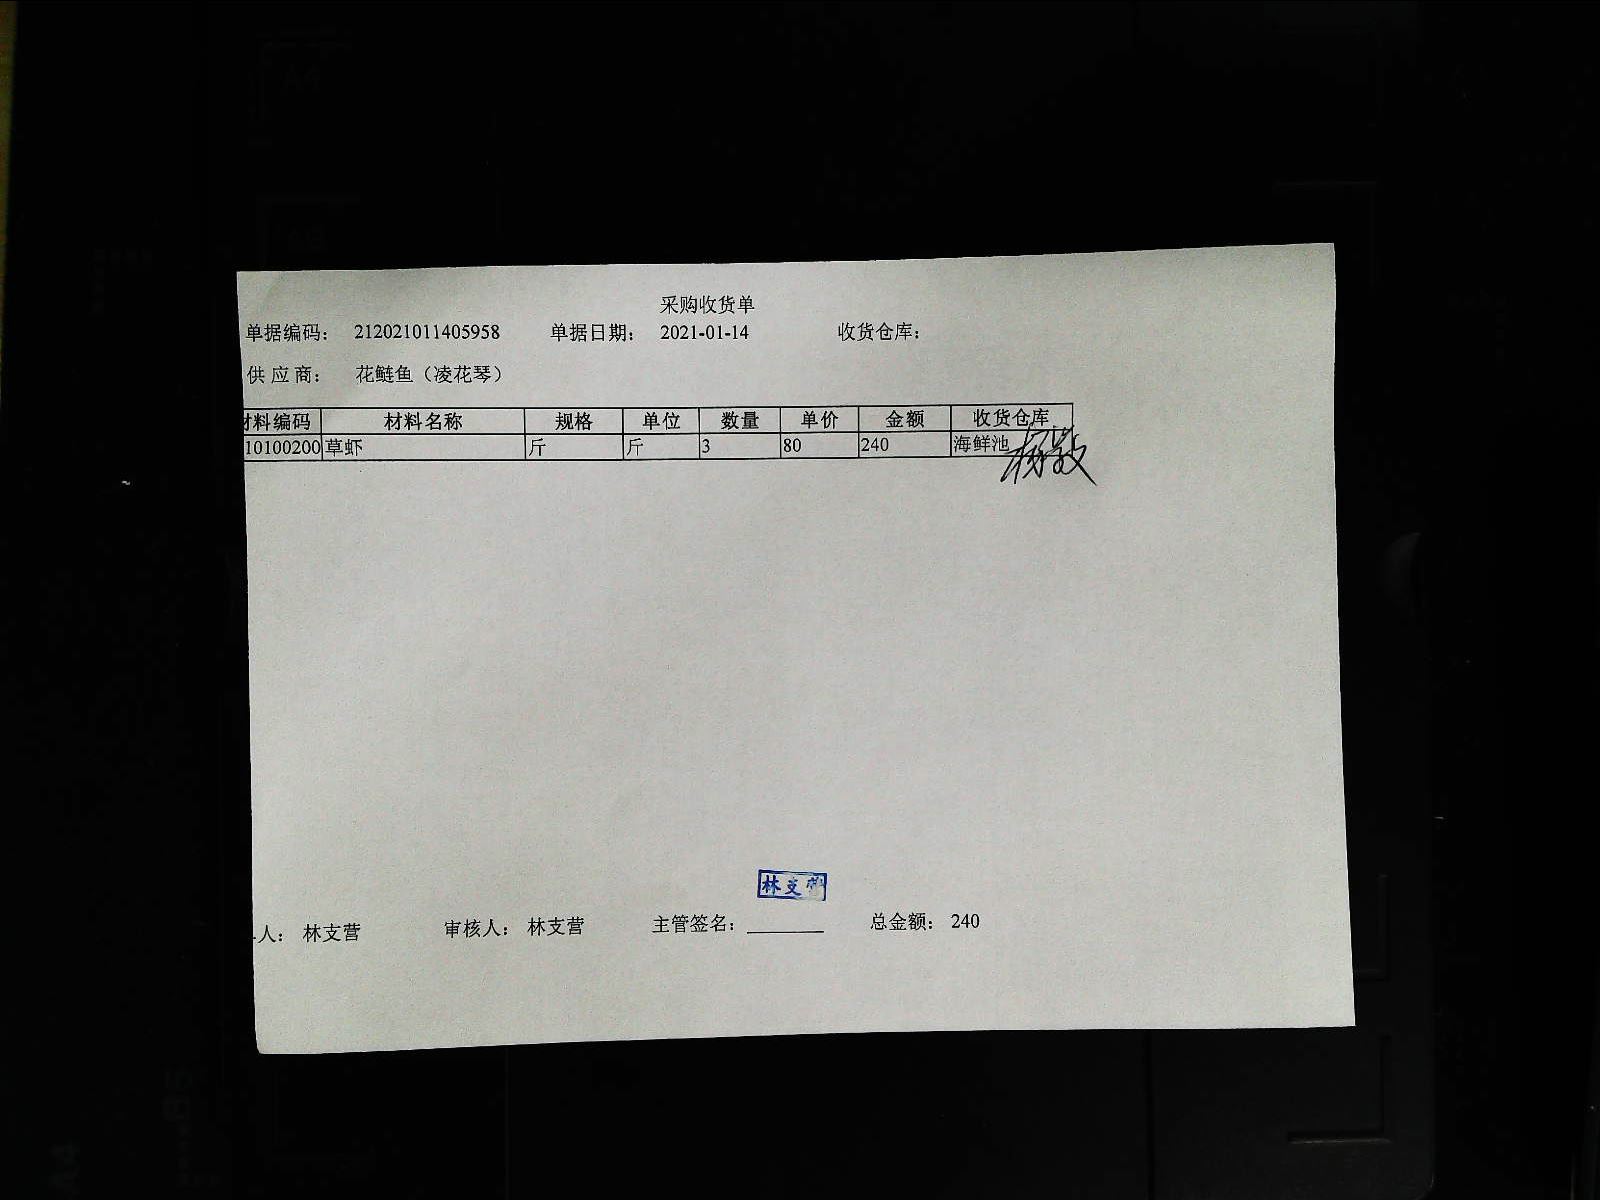 采购收货单
单据编码： 212021011405958 单据日期： 2021-01-14 收货仓库：
供应商： 花鲢鱼（凌花琴）
材料编码 材料名称 规格 单位 数量 单价 金额 收货仓库
10100200 草虾 斤 斤 3 80 240 海鲜池
林支营
人： 林支营 审核人： 林支营 主管签名： 总金额： 240